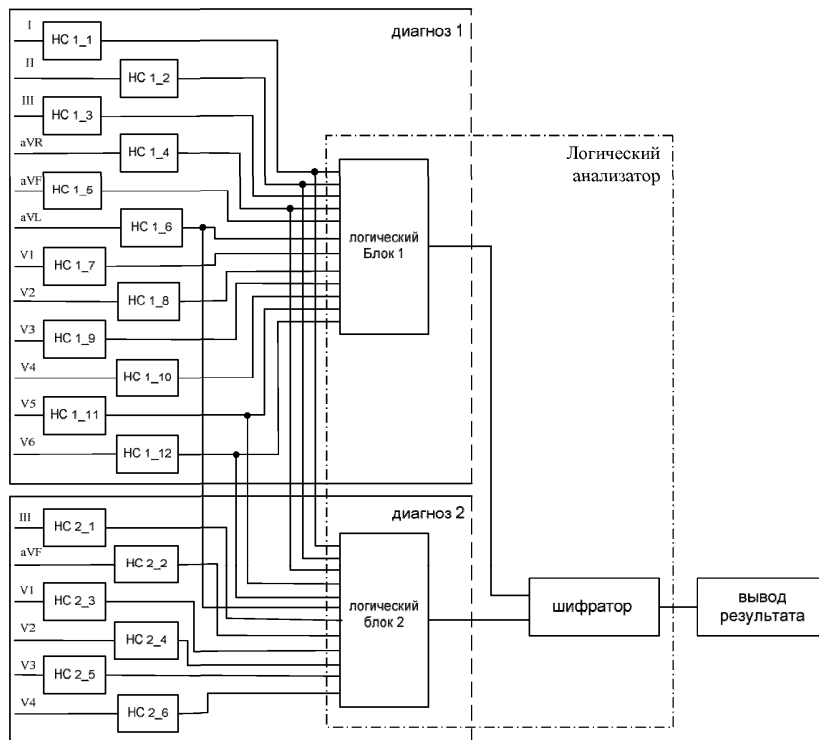 диагноз 1
I
НС 1_1
II
НС 1_2
III
НС 1_3
aVR
НС 1_4
aVF
НС 1_5
aVL
НС 1_6
V1
НС 1_7
V2
НС 1_8
V3
НС 1_9
V4
НС 1_10
V5
НС 1_11
V6
НС 1_12
логический
Блок 1
Логический
анализатор
диагноз 2
III
НС 2_1
aVF
НС 2_2
V1
НС 2_3
V2
НС 2_4
V3
НС 2_5
V4
НС 2_6
логический
блок 2
шифратор
вывод
результата